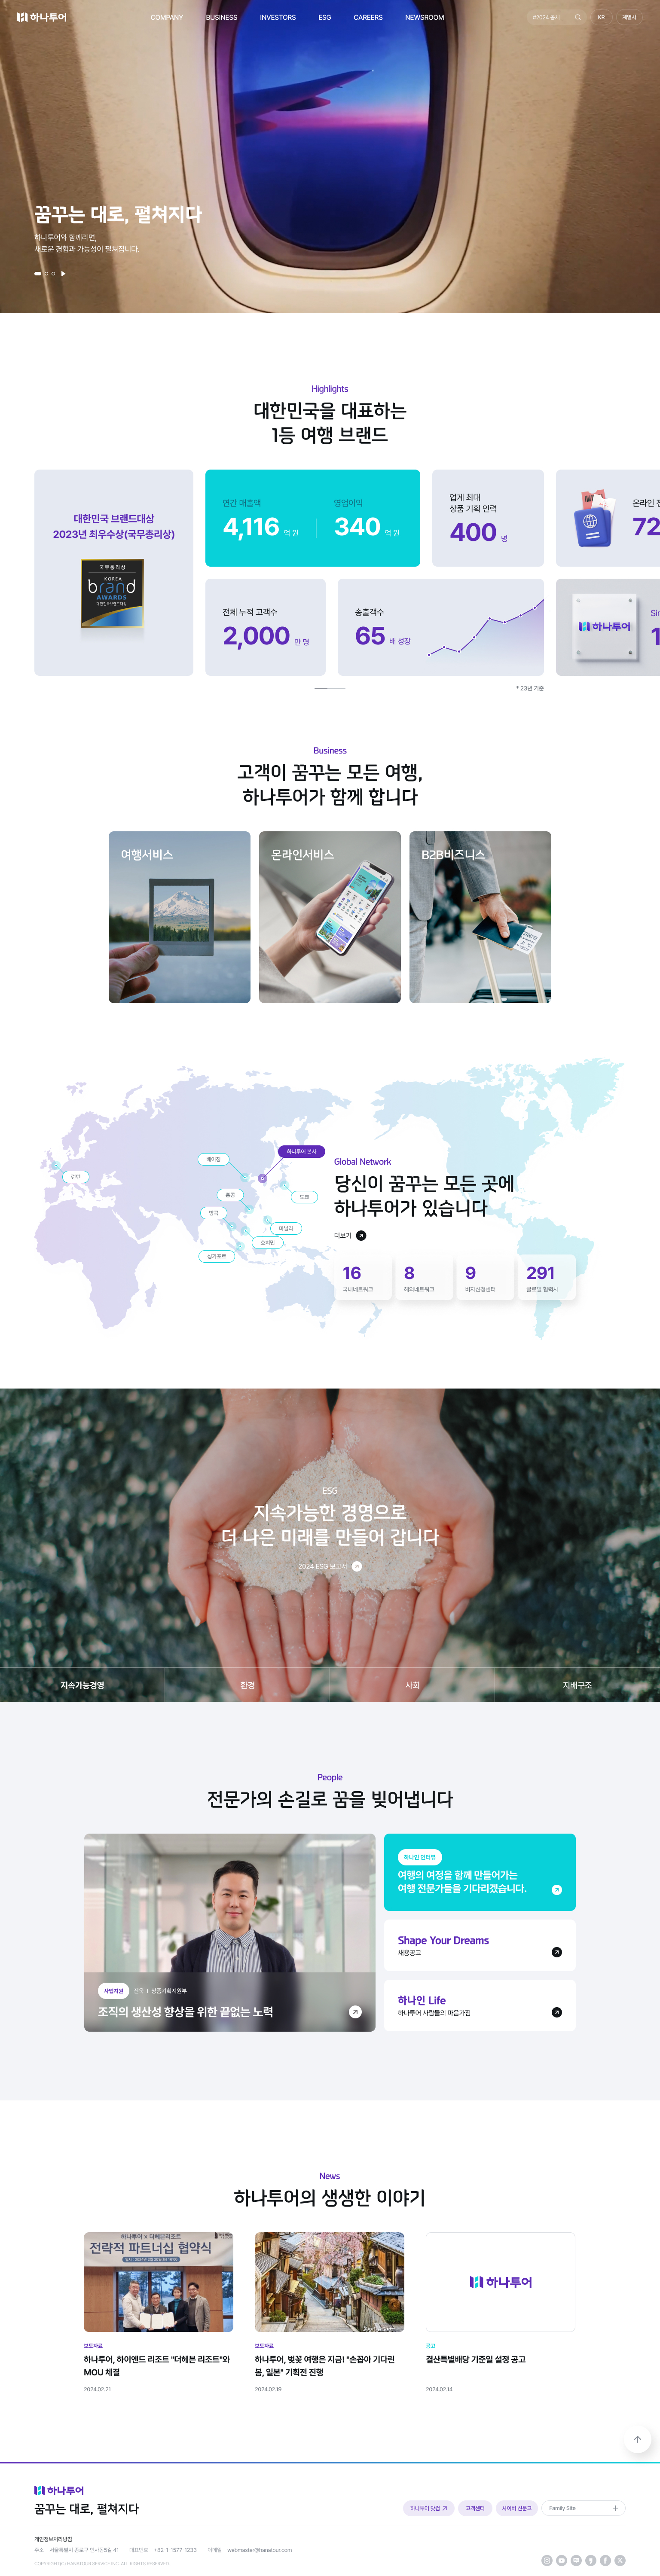 하나투어
COMPANY
BUSINESS
INVESTORS
ESG
CAREERS
NEWSROOM
#2024 공채
KR
계열사
꿈꾸는 대로, 펼쳐지다
하나투어와 함께라면,
새로운 경험과 가능성이 펼쳐집니다.
Highlights
대한민국을 대표하는
1등 여행 브랜드
대한민국 브랜드대상
2023년 최우수상(국무총리상)
국무총리상
KOREA
brand
AWARDS
대한민국브랜드대상
연간 매출액
4,116 억 원
영업이익
340 억 원
업계 최대
상품 기획 인력
400 명
온라인 전
72
전체 누적 고객수
2,000 만 명
송출객수
65 배 성장
하나투어
Sin
1
* 23년 기준
Business
고객이 꿈꾸는 모든 여행,
하나투어가 함께 합니다
여행서비스
온라인서비스
B2B비즈니스
하나투어 본사
베이징
런던
홍콩
도쿄
방콕
마닐라
호치민
싱가포르
Global Network
당신이 꿈꾸는 모든 곳에
하나투어가 있습니다
더보기
16
국내네트워크
8
해외네트워크
9
비자신청센터
291
글로벌 협력사
ESG
지속가능한 경영으로
더 나은 미래를 만들어 갑니다
2024 ESG 보고서
지속가능경영
환경
사회
지배구조
People
전문가의 손길로 꿈을 빚어냅니다
사업지원
진옥 | 상품기획지원부
조직의 생산성 향상을 위한 끝없는 노력
하나인 인터뷰
여행의 여정을 함께 만들어가는
여행 전문가들을 기다리겠습니다.
Shape Your Dreams
채용공고
하나인 Life
하나투어 사람들의 마음가짐
News
하나투어의 생생한 이야기
하나투어 X 더헤븐리조트
전략적 파트너십 협약식
하나투어
보도자료
하나투어, 하이엔드 리조트 "더헤븐 리조트"와
MOU 체결
2024.02.21
보도자료
하나투어, 벚꽃 여행은 지금! "손꼽아 기다린
봄, 일본" 기획전 진행
2024.02.19
공고
결산특별배당 기준일 설정 공고
2024.02.14
하나투어
꿈꾸는 대로, 펼쳐지다
하나투어 닷컴
고객센터
사이버 신문고
Family Site
개인정보처리방침
주소 서울특별시 종로구 인사동5길 41 대표번호 +82-1-1577-1233 이메일 webmaster@hanatour.com
COPYRIGHT(C) HANATOUR SERVICE INC. ALL RIGHTS RESERVED.